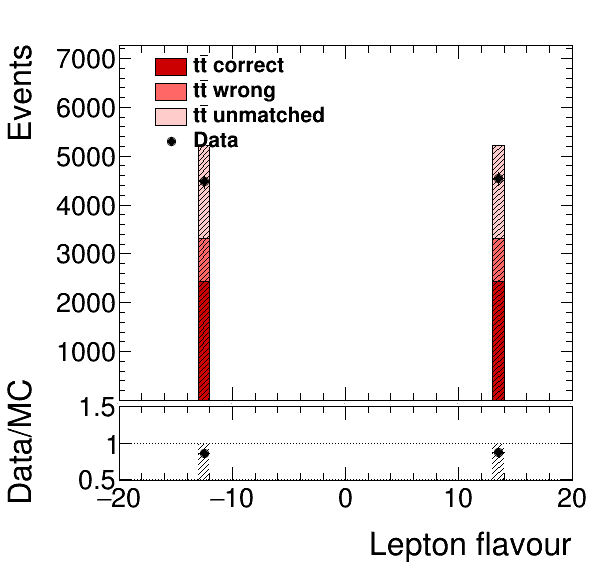 Events
7000
6000
5000
4000
3000
2000
1000
tt̄ correct
tt̄ wrong
tt̄ unmatched
Data
Data/MC
1.5
1
0.5
−20 −10 0 10 20
Lepton flavour